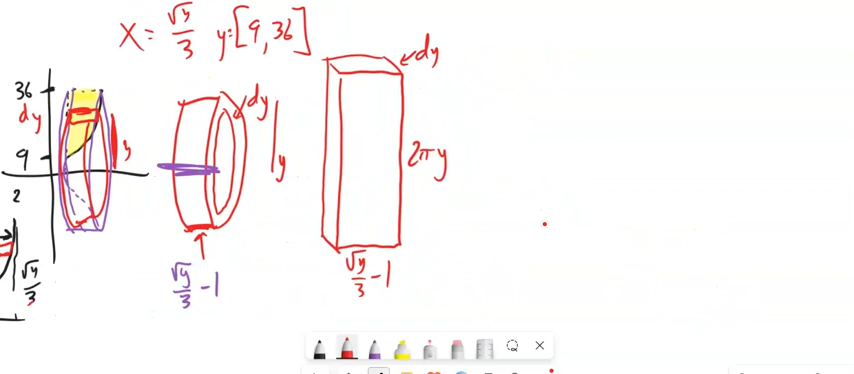 x = √y/3 y=[9,36]
36
dy
9
y
2
√y/3
dy
y
√y/3 - 1
dy
2πy
√y/3 - 1